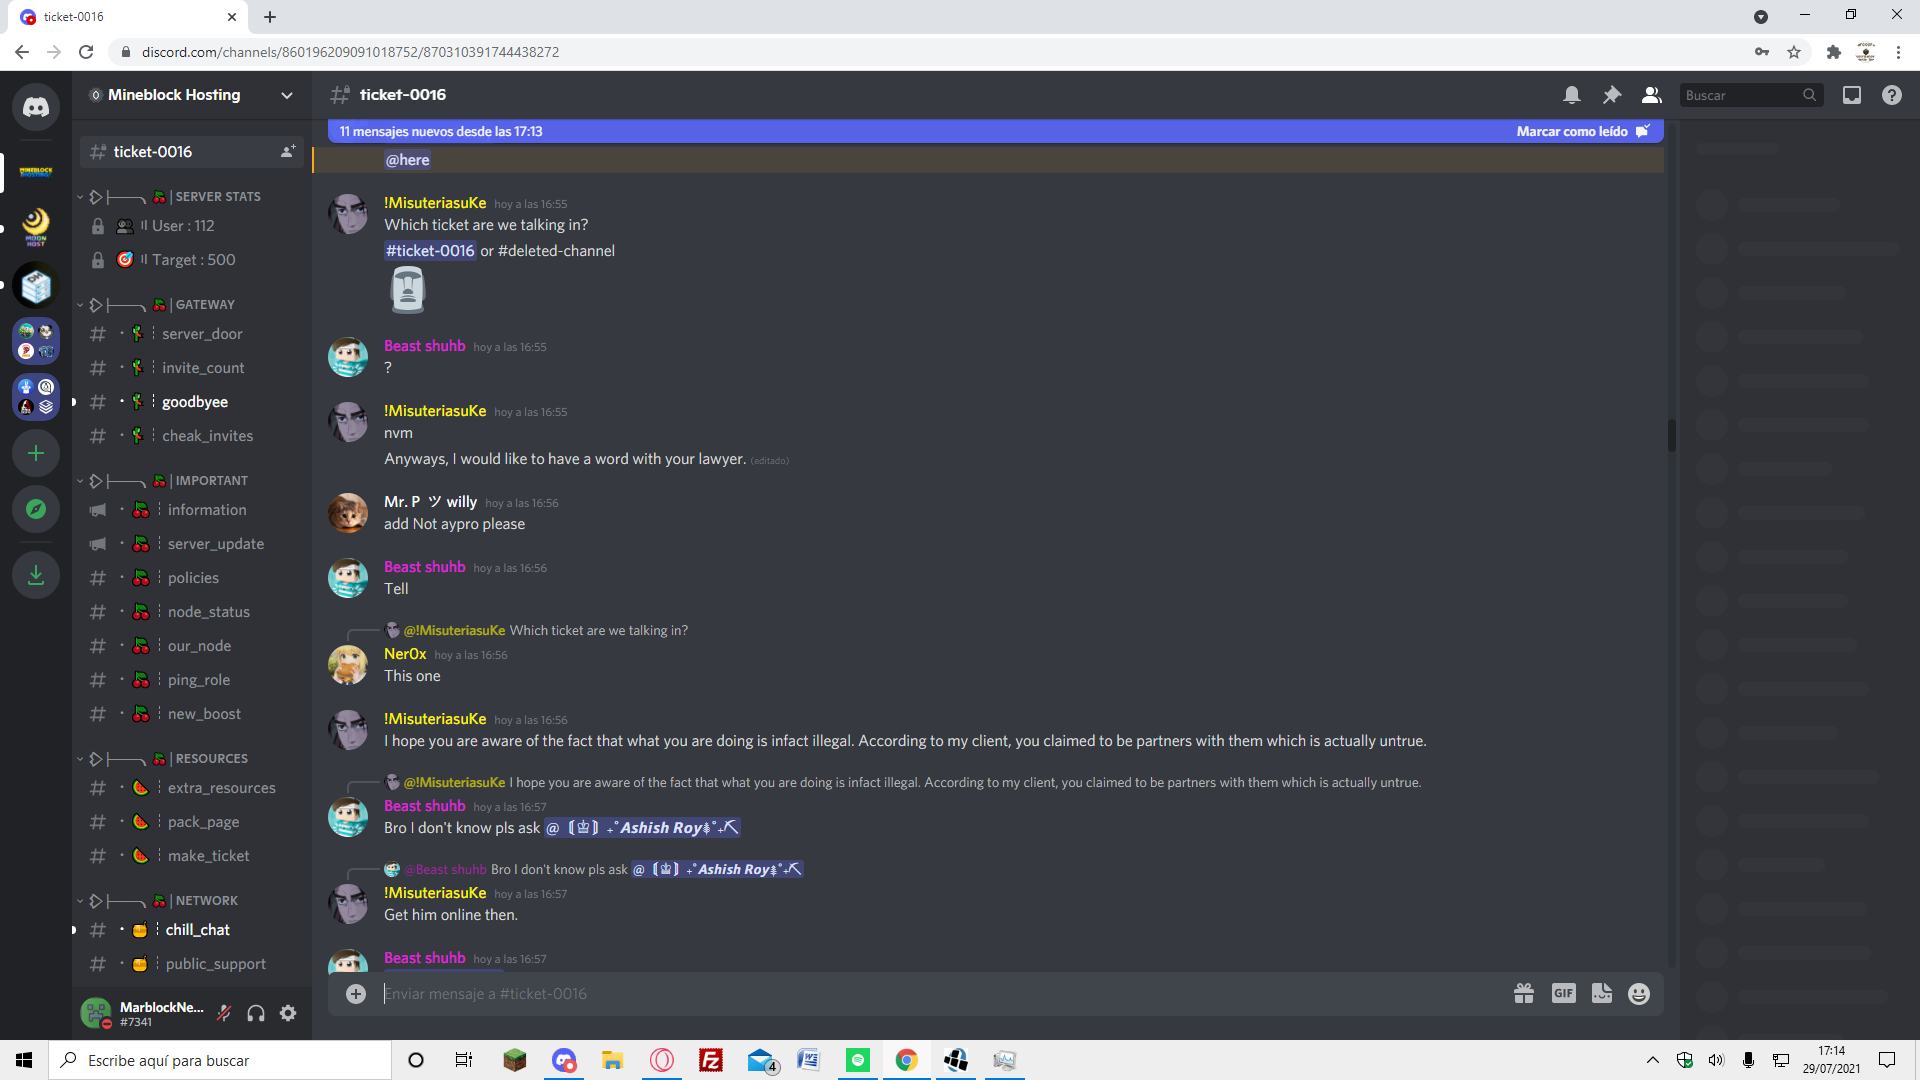 ticket-0016
discord.com/channels/860196209091018752/870310391744438272
Mineblock Hosting
ticket-0016
Buscar
11 mensajes nuevos desde las 17:13
Marcar como leído
ticket-0016
SERVER STATS
User : 112
Target : 500
GATEWAY
server_door
invite_count
goodbyee
cheak_invites
IMPORTANT
information
server_update
policies
node_status
our_node
ping_role
new_boost
RESOURCES
extra_resources
pack_page
make_ticket
NETWORK
chill_chat
public_support
MarblockNe...
#7341
@here
!MisuteriasuKe hoy a las 16:55
Which ticket are we talking in?
#ticket-0016 or #deleted-channel
Beast shuhb hoy a las 16:55
?
!MisuteriasuKe hoy a las 16:55
nvm
Anyways, I would like to have a word with your lawyer. (editado)
Mr. P ツ willy hoy a las 16:56
add Not aypro please
Beast shuhb hoy a las 16:56
Tell
@!MisuteriasuKe Which ticket are we talking in?
Ner0x hoy a las 16:56
This one
!MisuteriasuKe hoy a las 16:56
I hope you are aware of the fact that what you are doing is infact illegal. According to my client, you claimed to be partners with them which is actually untrue.
@!MisuteriasuKe I hope you are aware of the fact that what you are doing is infact illegal. According to my client, you claimed to be partners with them which is actually untrue.
Beast shuhb hoy a las 16:57
Bro I don't know pls ask @ Ashish Roy
@Beast shuhb Bro I don't know pls ask @ Ashish Roy
!MisuteriasuKe hoy a las 16:57
Get him online then.
Beast shuhb hoy a las 16:57
Enviar mensaje a #ticket-0016
GIF
Escribe aquí para buscar
4
17:14
29/07/2021